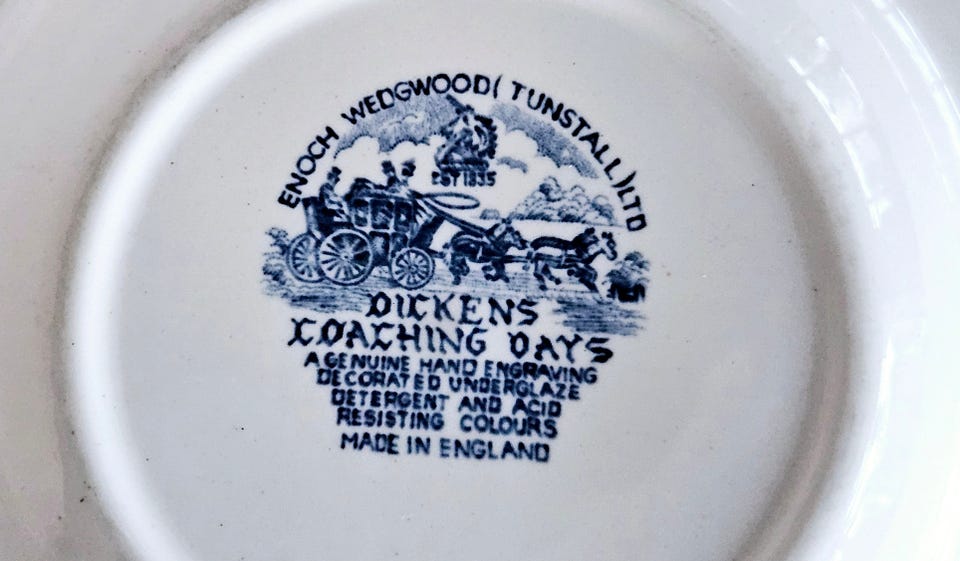 ENOCH WEDGWOOD (TUNSTALL) LTD
EST 1835
DICKENS
COACHING DAYS
A GENUINE HAND ENGRAVING
DECORATED UNDERGLAZE
DETERGENT AND ACID
RESISTING COLOURS
MADE IN ENGLAND